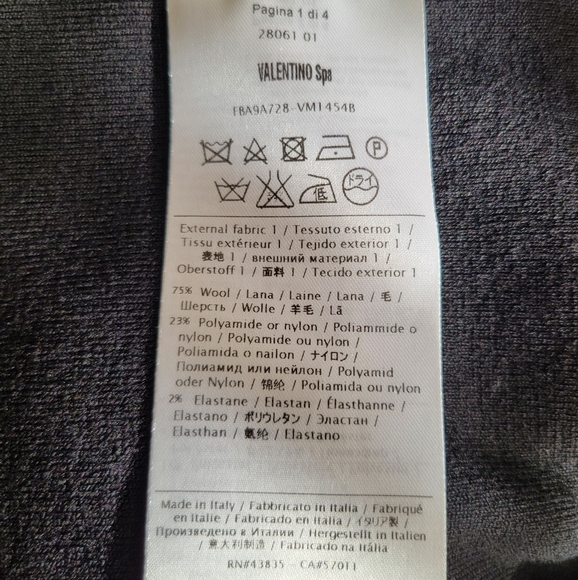 Pagina 1 di 4
28061 01
VALENTINO Spa
FBA9A728-VM1454B
P
低
ドライ
External fabric 1 / Tessuto esterno 1 /
Tissu extérieur 1 / Tejido exterior 1 /
表地 1 / внешний материал 1 /
Oberstoff 1 / 面料 1 / Tecido exterior 1
75% Wool / Lana / Laine / Lana / 毛 /
Шерсть / Wolle / 羊毛 / Lã
23% Polyamide or nylon / Poliammide o
nylon / Polyamide ou nylon /
Poliamida o nailon / ナイロン /
Полиамид или нейлон / Polyamid
oder Nylon / 锦纶 / Poliamida ou nylon
2% Elastane / Elastan / Élasthanne /
Elastano / ポリウレタン / Эластан /
Elasthan / 氨纶 / Elastano
Made in Italy / Fabbricato in Italia / Fabriqué
en Italie / Fabricado en Italia / イタリア製 /
Произведено в Италии / Hergestellt in Italien
/ 意大利制造 / Fabricado na Itália
RN#43835 - CA#57011